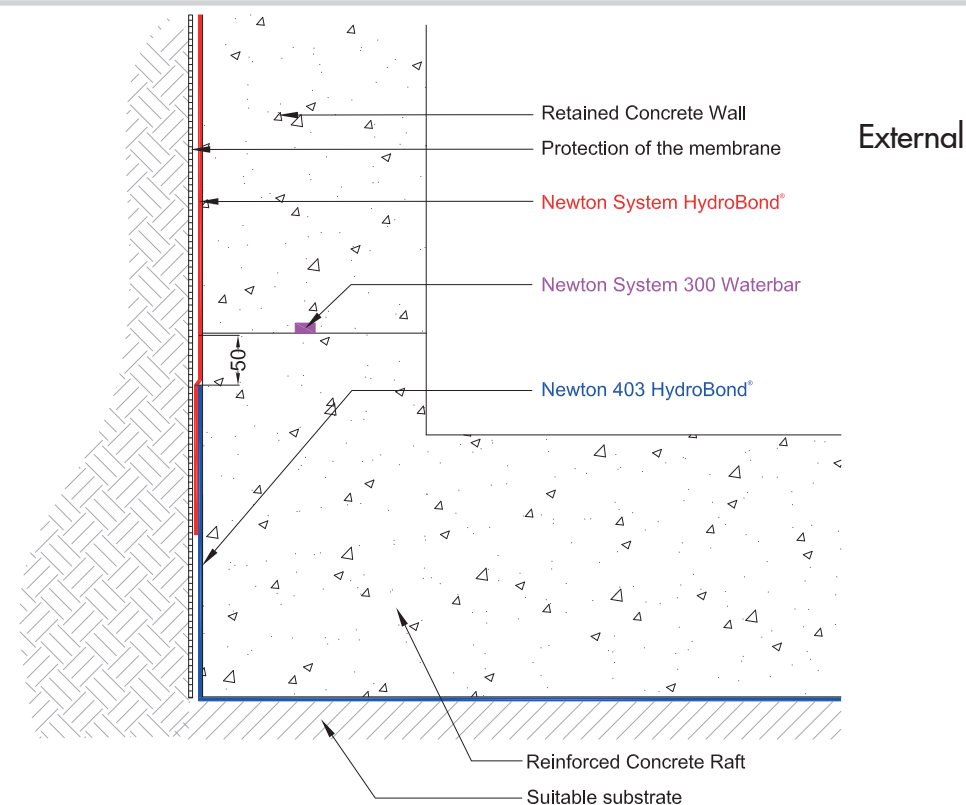 Retained Concrete Wall
External
Protection of the membrane
Newton System HydroBond®
Newton System 300 Waterbar
50
Newton 403 HydroBond®
Reinforced Concrete Raft
Suitable substrate